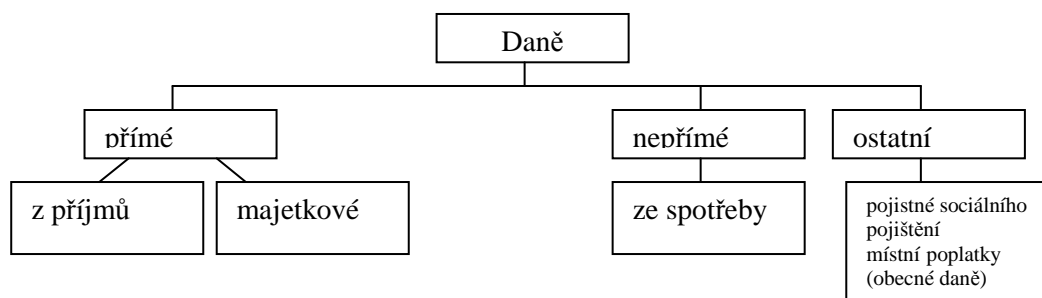 Daně
přímé
nepřímé
ostatní
z příjmů
majetkové
ze spotřeby
pojistné sociálního
pojištění
místní poplatky
(obecné daně)